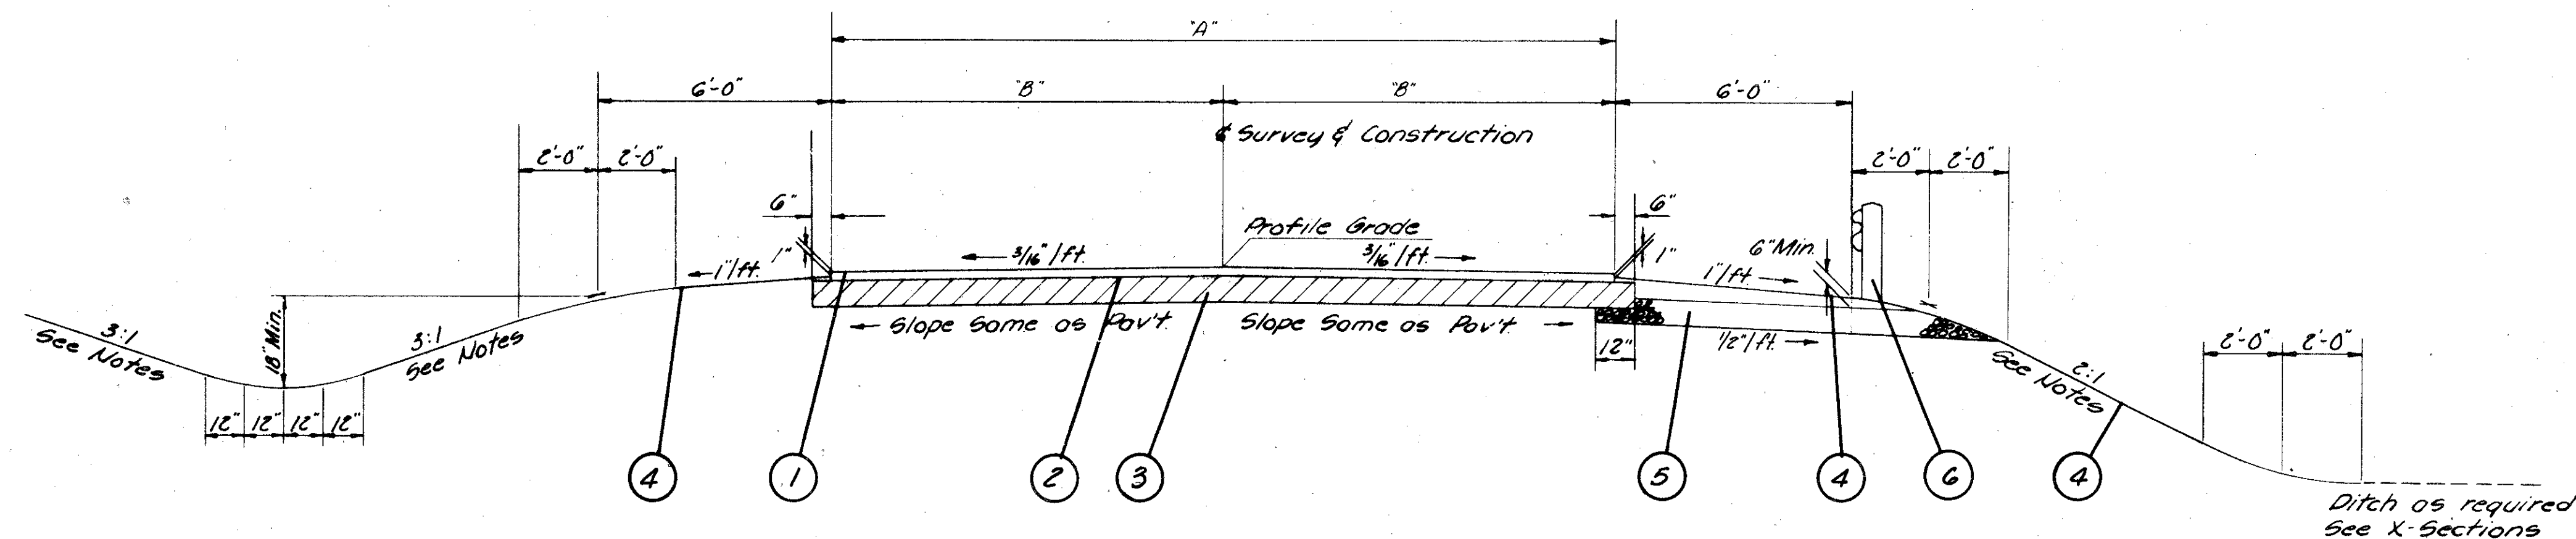 "A"
6'-0" "B" "B" 6'-0"
℄ Survey & Construction
2'-0" 2'-0" 2'-0" 2'-0"
6" 6"
Profile Grade
1" 3/16"/ft. 3/16"/ft. 1"
6" Min.
1"/ft. 1"/ft.
18" Min.
3:1
See Notes
3:1
See Notes
Slope Same as Pav't. Slope Same as Pav't.
12"
1/2"/ft.
2:1
See Notes
2'-0" 2'-0"
12" 12" 12" 12"
4 1 2 3 5 4 6 4
Ditch as required
See X-Sections